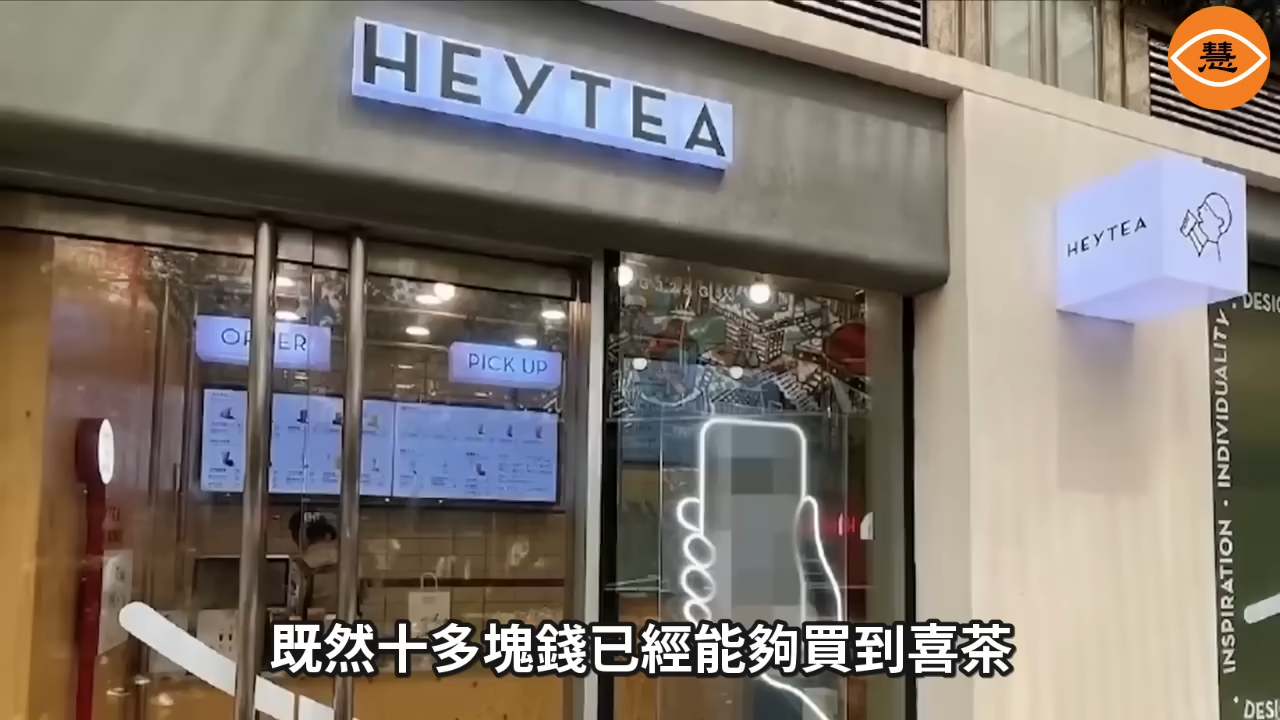 慧
HEYTEA
HEYTEA
ORDER
PICK UP
DESI
INSPIRATION · INDIVIDUALITY ·
DESI
既然十多塊錢已經能夠買到喜茶